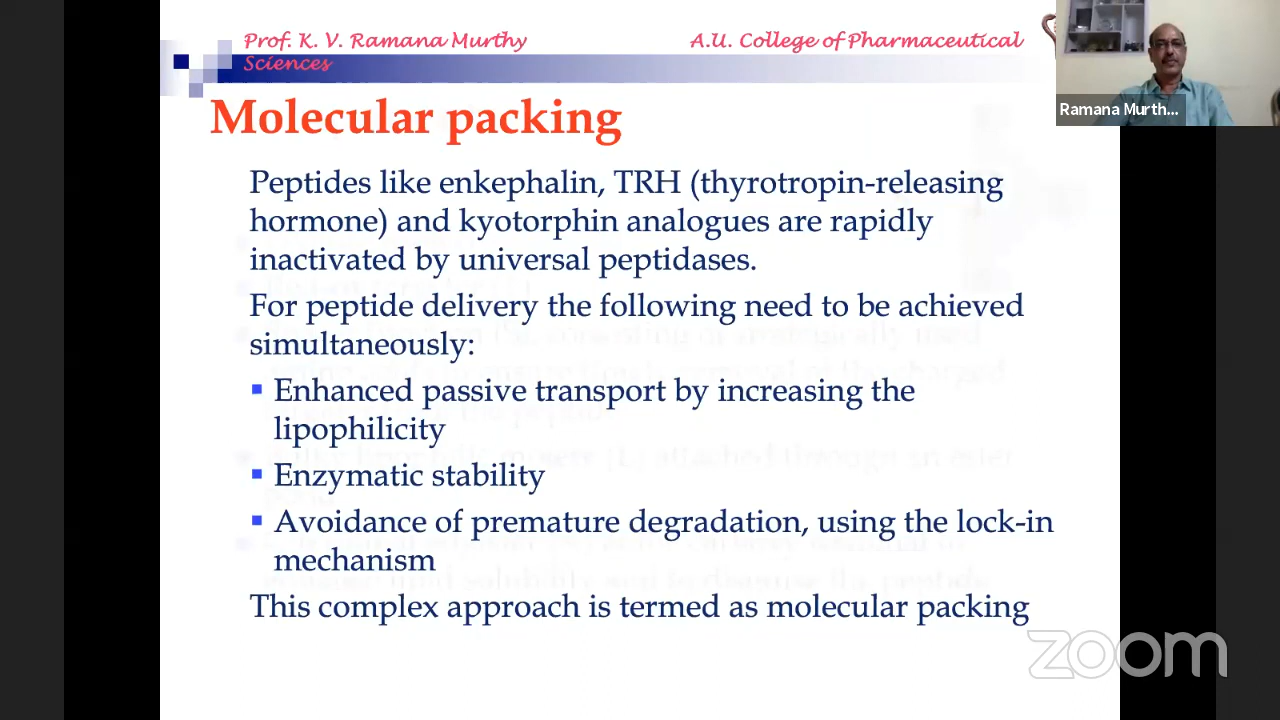 Prof. K. V. Ramana Murthy A.U. College of Pharmaceutical
Sciences
Ramana Murth...
Molecular packing
Peptides like enkephalin, TRH (thyrotropin-releasing
hormone) and kyotorphin analogues are rapidly
inactivated by universal peptidases.
For peptide delivery the following need to be achieved
simultaneously:
▪ Enhanced passive transport by increasing the
lipophilicity
▪ Enzymatic stability
▪ Avoidance of premature degradation, using the lock-in
mechanism
This complex approach is termed as molecular packing
zoom